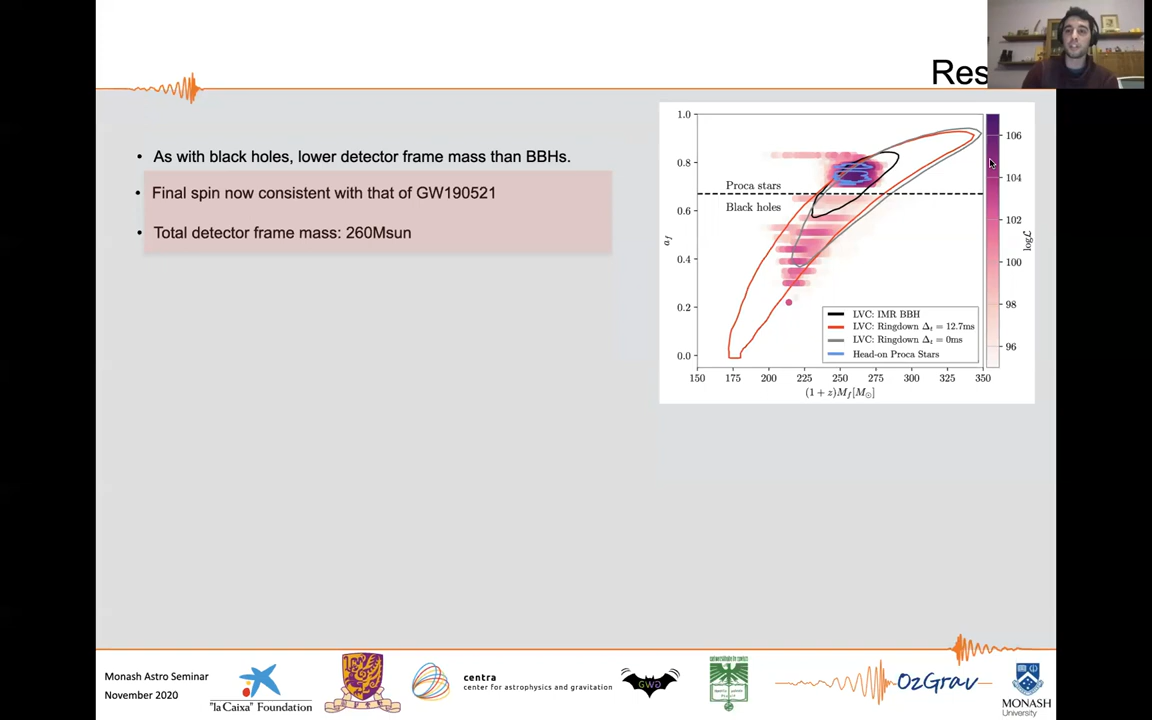 Res
• As with black holes, lower detector frame mass than BBHs.
• Final spin now consistent with that of GW190521
• Total detector frame mass: 260Msun
1.0
0.8
0.6
0.4
0.2
0.0
a_f
Proca stars
Black holes
LVC: IMR BBH
LVC: Ringdown Δ_t = 12.7ms
LVC: Ringdown Δ_t = 0ms
Head-on Proca Stars
150 175 200 225 250 275 300 325 350
(1 + z)M_f[M_⊙]
106
104
102
100
98
96
logℒ
Monash Astro Seminar
November 2020
"la Caixa" Foundation
centra
center for astrophysics and gravitation
OzGrav
MONASH
University